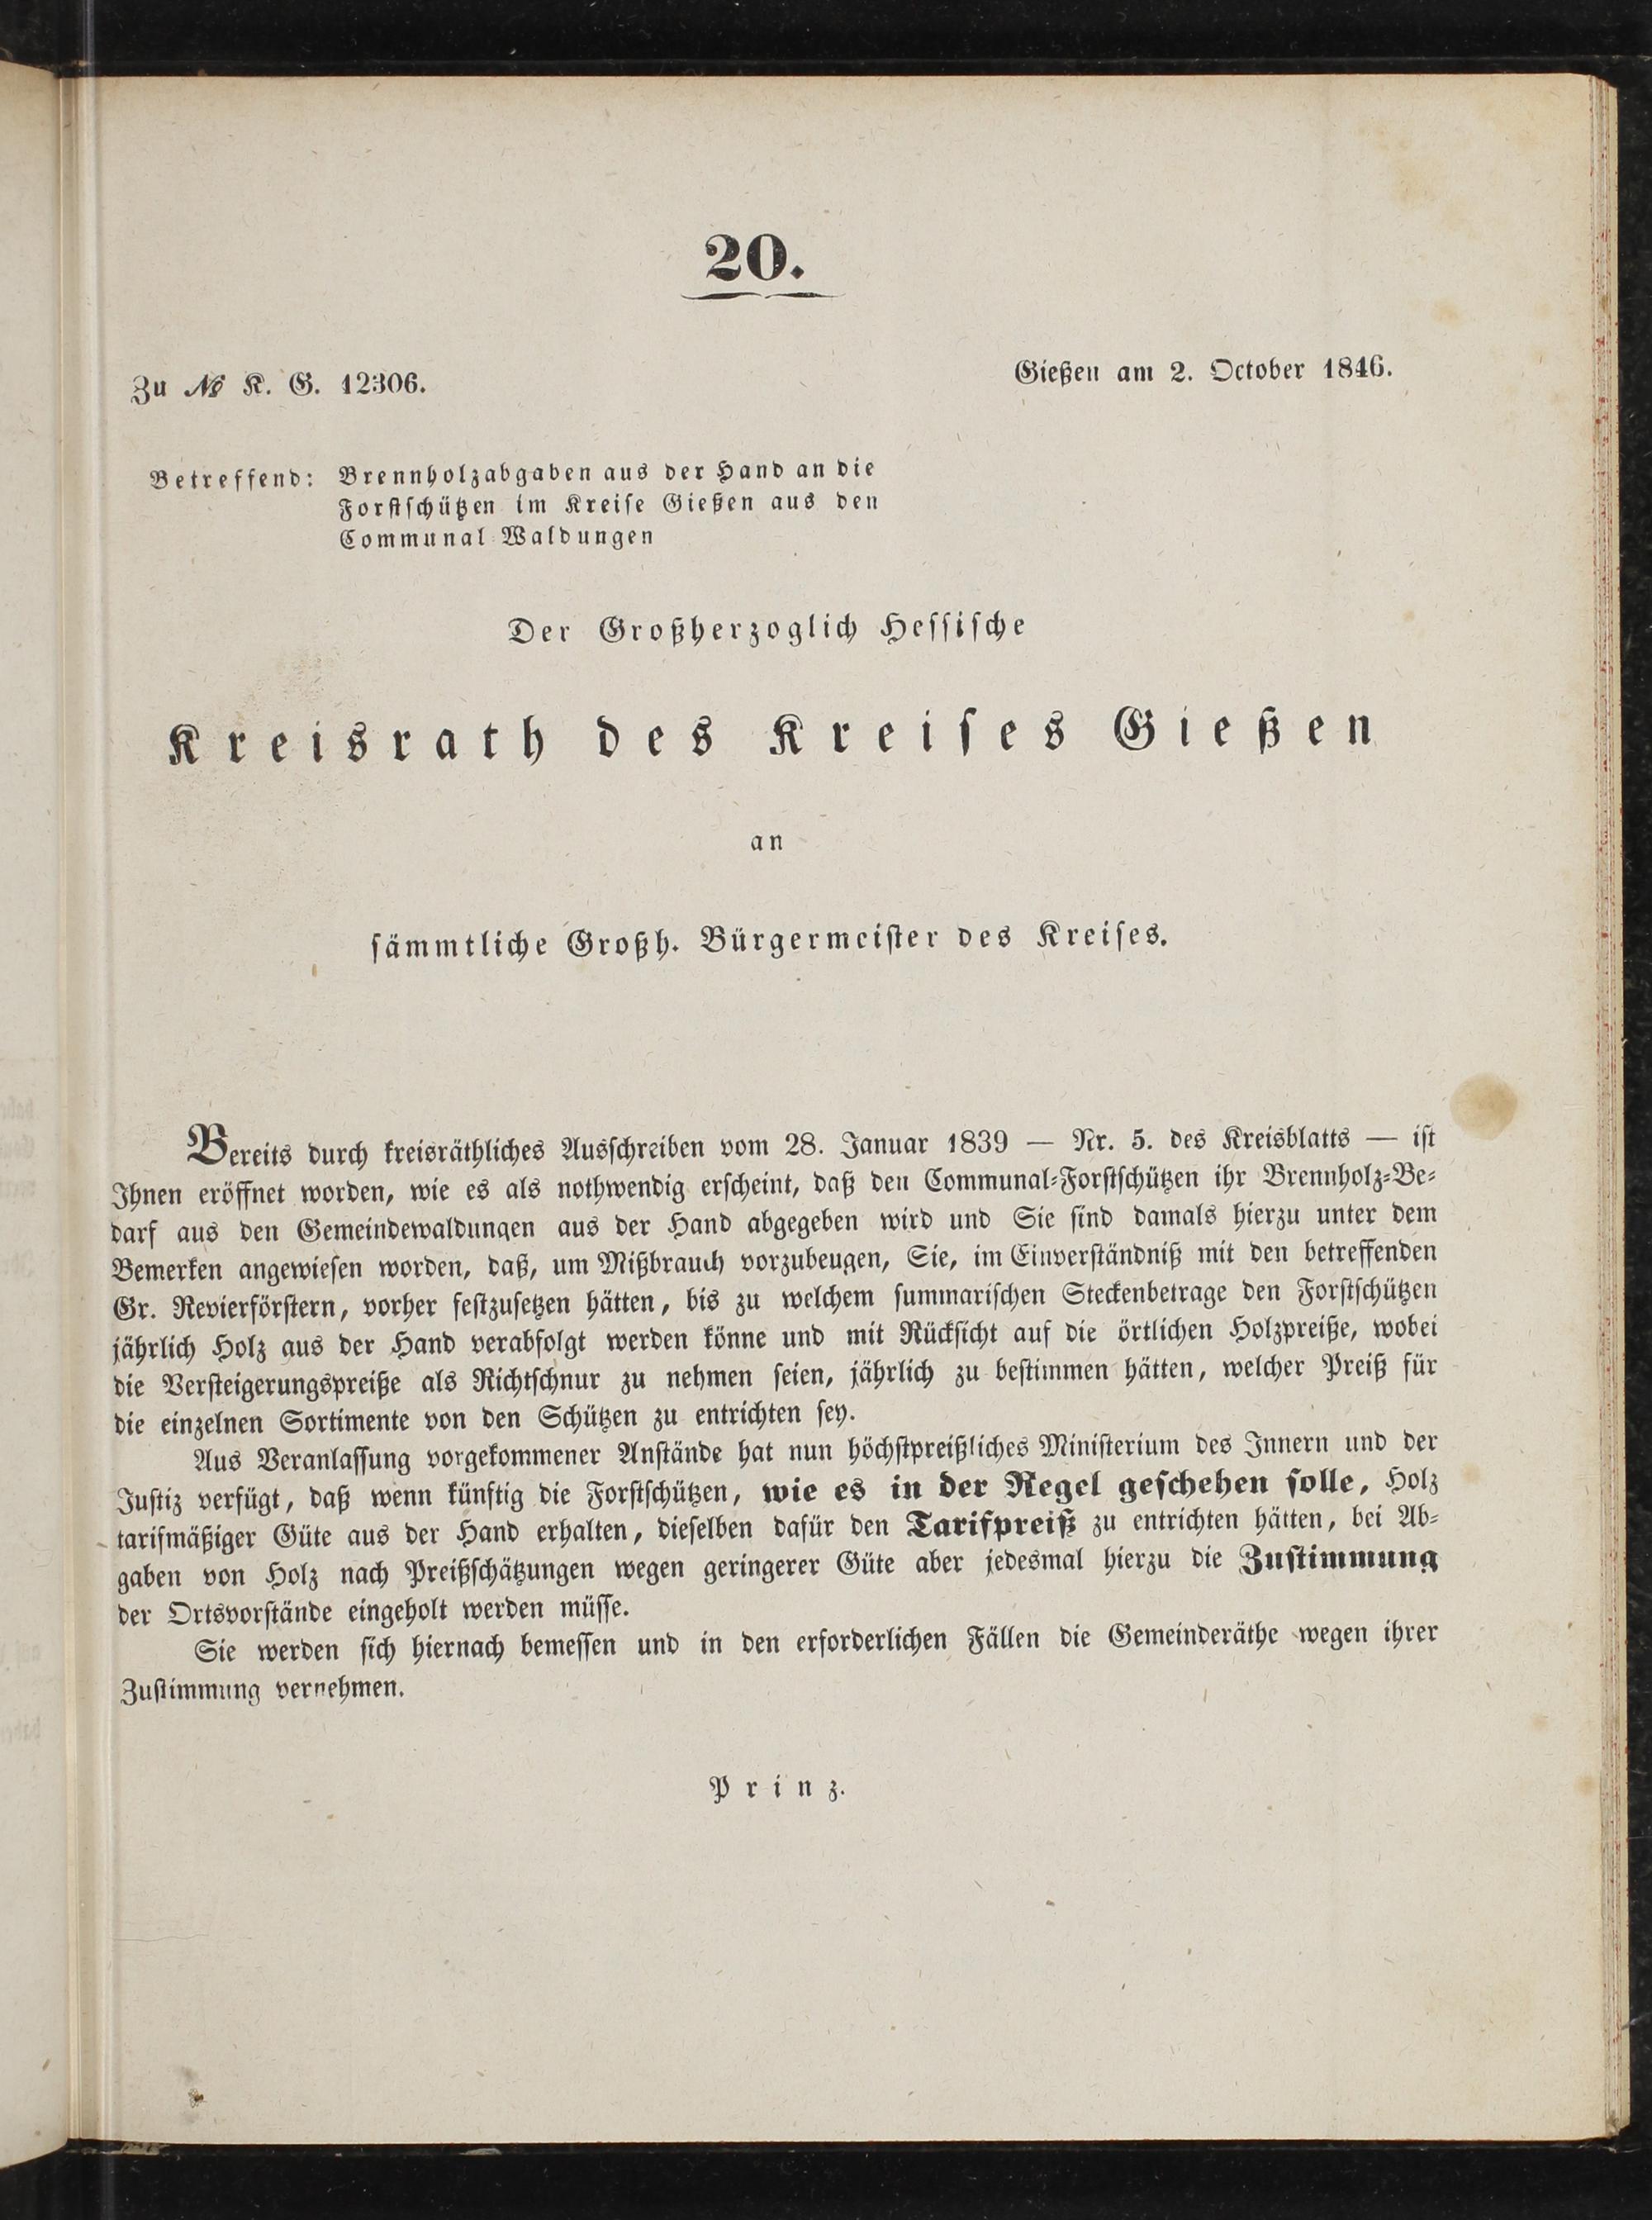 20.
Zu № K. G. 12306.
Gießen am 2. October 1846.
Betreffend: Brennholzabgaben aus der Hand an die
Forstschützen im Kreise Gießen aus den
Communal-Waldungen
Der Großherzoglich Hessische
Kreisrath des Kreises Gießen
an
sämmtliche Großh. Bürgermeister des Kreises.
Bereits durch kreisräthliches Ausschreiben vom 28. Januar 1839 — Nr. 5. des Kreisblatts — ist
Ihnen eröffnet worden, wie es als nothwendig erscheint, daß den Communal-Forstschützen ihr Brennholz-Be-
darf aus den Gemeindewaldungen aus der Hand abgegeben wird und Sie sind damals hierzu unter dem
Bemerken angewiesen worden, daß, um Mißbrauch vorzubeugen, Sie, im Einverständniß mit den betreffenden
Gr. Revierförstern, vorher festzusetzen hätten, bis zu welchem summarischen Steckenbetrage den Forstschützen
jährlich Holz aus der Hand verabfolgt werden könne und mit Rücksicht auf die örtlichen Holzpreiße, wobei
die Versteigerungspreiße als Richtschnur zu nehmen seien, jährlich zu bestimmen hätten, welcher Preiß für
die einzelnen Sortimente von den Schützen zu entrichten sey.
Aus Veranlassung vorgekommener Anstände hat nun höchstpreißliches Ministerium des Innern und der
Justiz verfügt, daß wenn künftig die Forstschützen, wie es in der Regel geschehen solle, Holz
tarifmäßiger Güte aus der Hand erhalten, dieselben dafür den Tarifpreiß zu entrichten hätten, bei Ab-
gaben von Holz nach Preißschätzungen wegen geringerer Güte aber jedesmal hierzu die Zustimmung
der Ortsvorstände eingeholt werden müsse.
Sie werden sich hiernach bemessen und in den erforderlichen Fällen die Gemeinderäthe wegen ihrer
Zustimmung vernehmen.
Prinz.